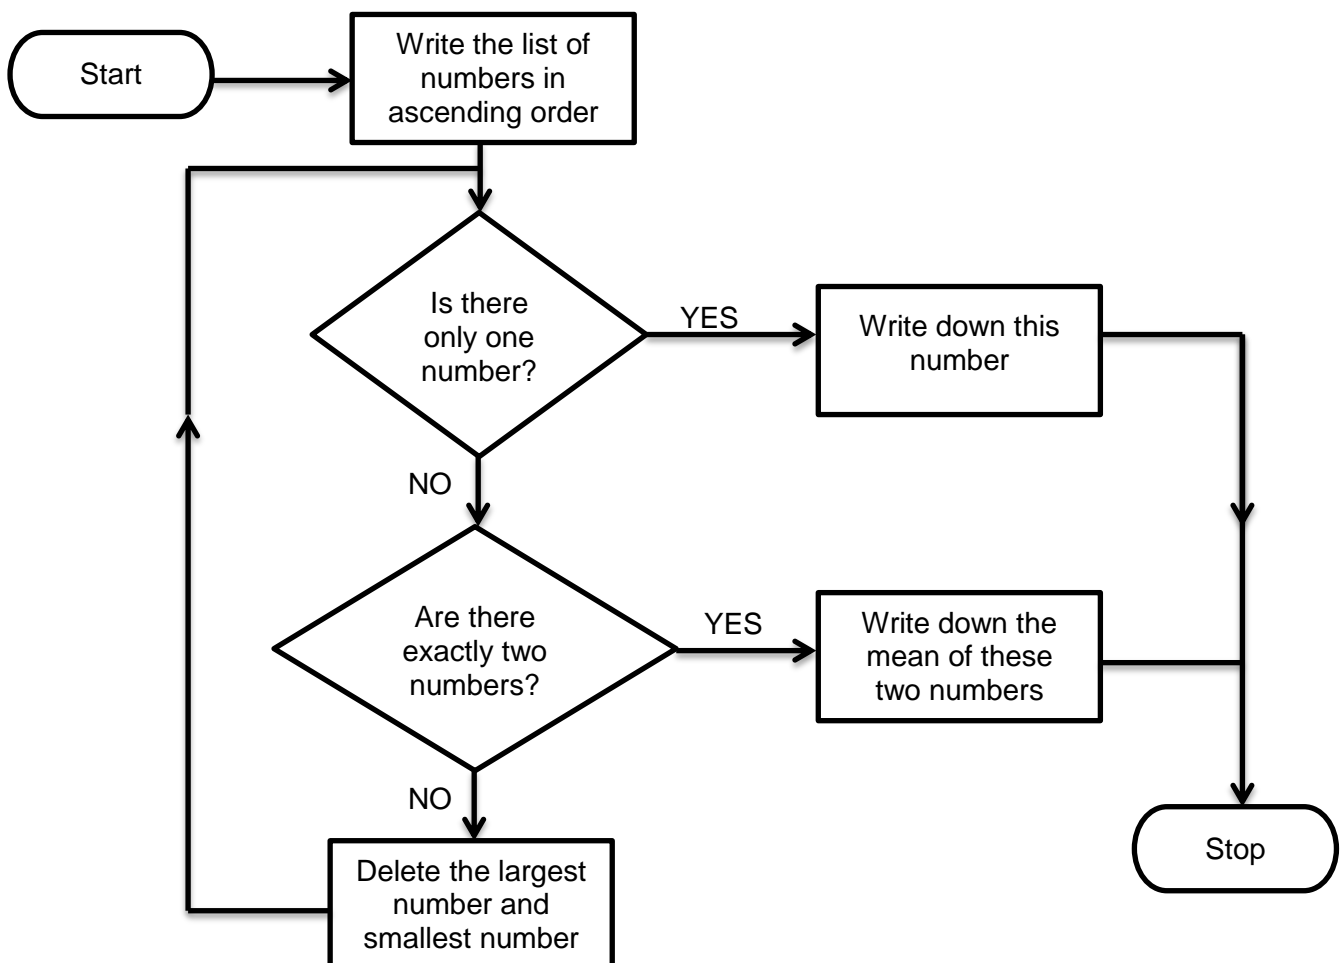 Start
Write the list of
numbers in
ascending order
Is there
only one
number?
YES
Write down this
number
NO
Are there
exactly two
numbers?
YES
Write down the
mean of these
two numbers
NO
Delete the largest
number and
smallest number
Stop